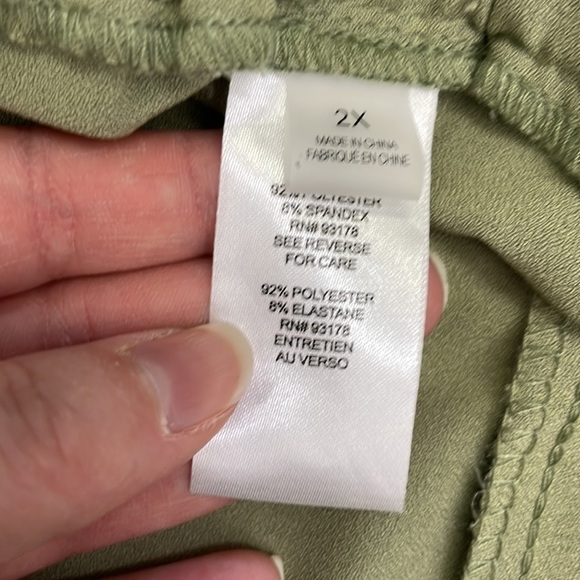 2X
MADE IN CHINA
FABRIQUE EN CHINE
92% POLYESTER
8% SPANDEX
RN# 93178
SEE REVERSE
FOR CARE
92% POLYESTER
8% ELASTANE
RN# 93178
ENTRETIEN
AU VERSO